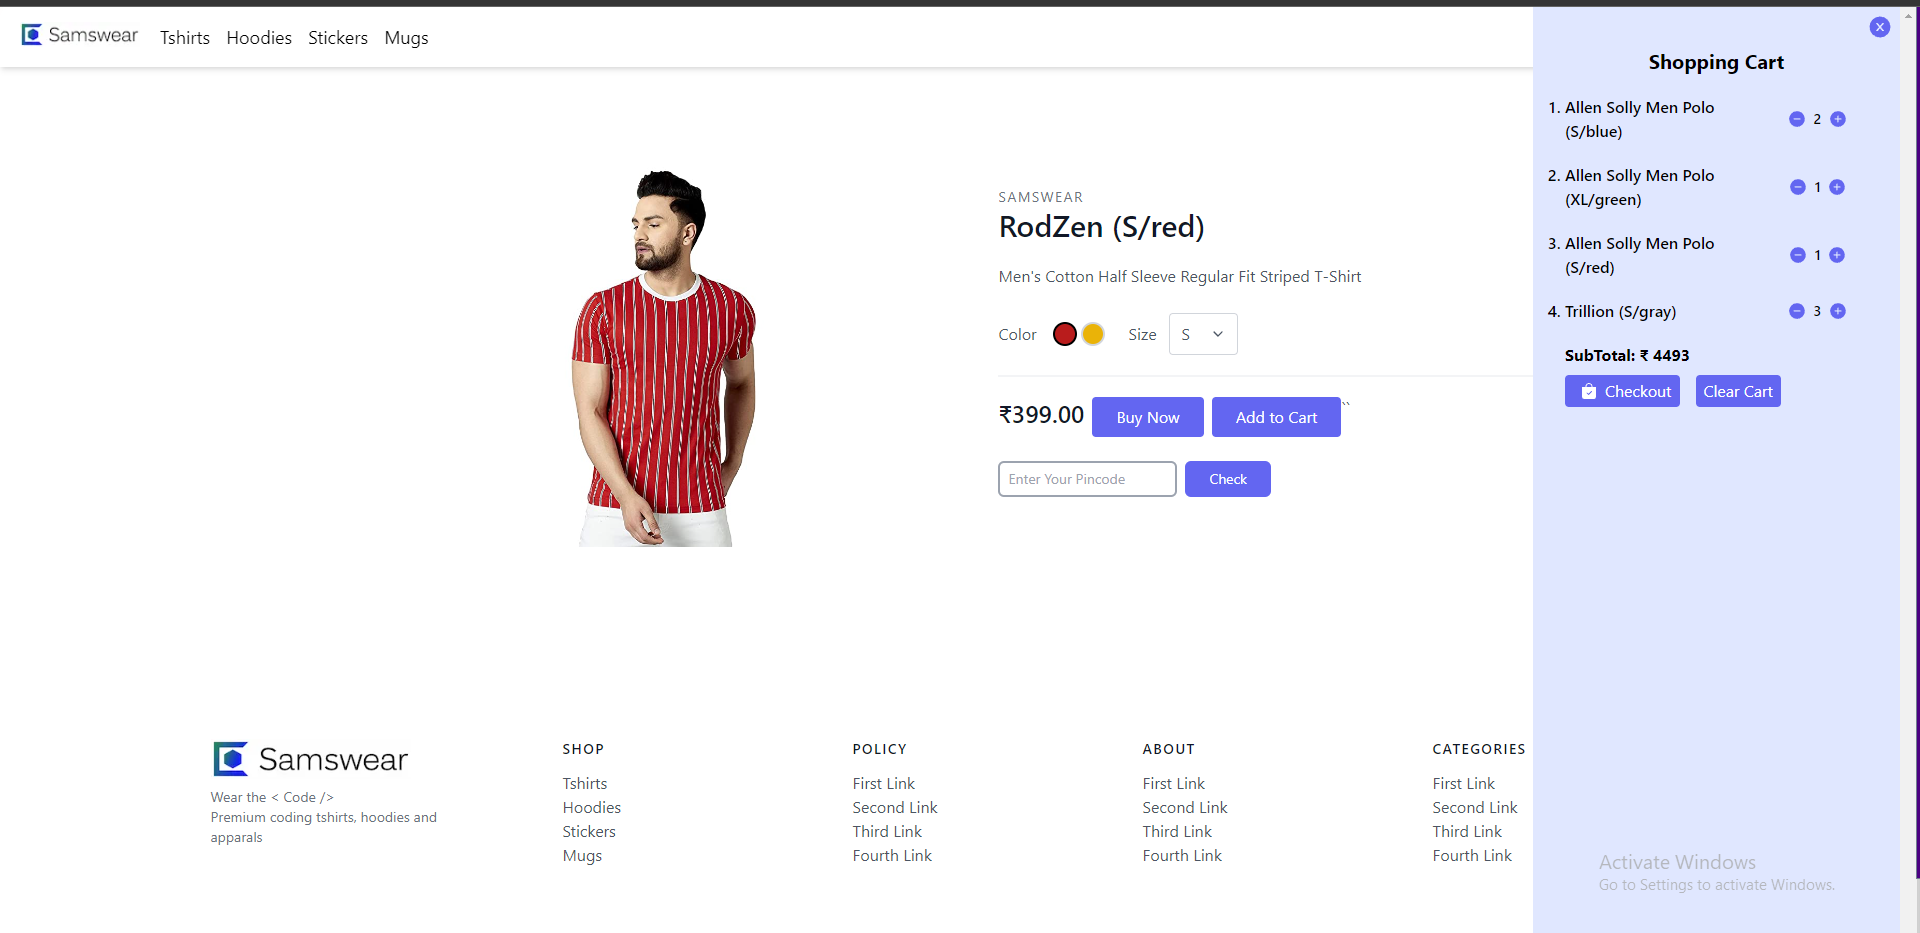 Samswear
Tshirts Hoodies Stickers Mugs
SAMSWEAR
RodZen (S/red)
Men's Cotton Half Sleeve Regular Fit Striped T-Shirt
Color Size S
₹399.00 Buy Now Add to Cart ``
Enter Your Pincode Check
X
Shopping Cart
1. Allen Solly Men Polo
(S/blue)
− 2 +
2. Allen Solly Men Polo
(XL/green)
− 1 +
3. Allen Solly Men Polo
(S/red)
− 1 +
4. Trillion (S/gray)
− 3 +
SubTotal: ₹ 4493
Checkout Clear Cart
Samswear
Wear the < Code />
Premium coding tshirts, hoodies and
apparals
SHOP
Tshirts
Hoodies
Stickers
Mugs
POLICY
First Link
Second Link
Third Link
Fourth Link
ABOUT
First Link
Second Link
Third Link
Fourth Link
CATEGORIES
First Link
Second Link
Third Link
Fourth Link
Activate Windows
Go to Settings to activate Windows.